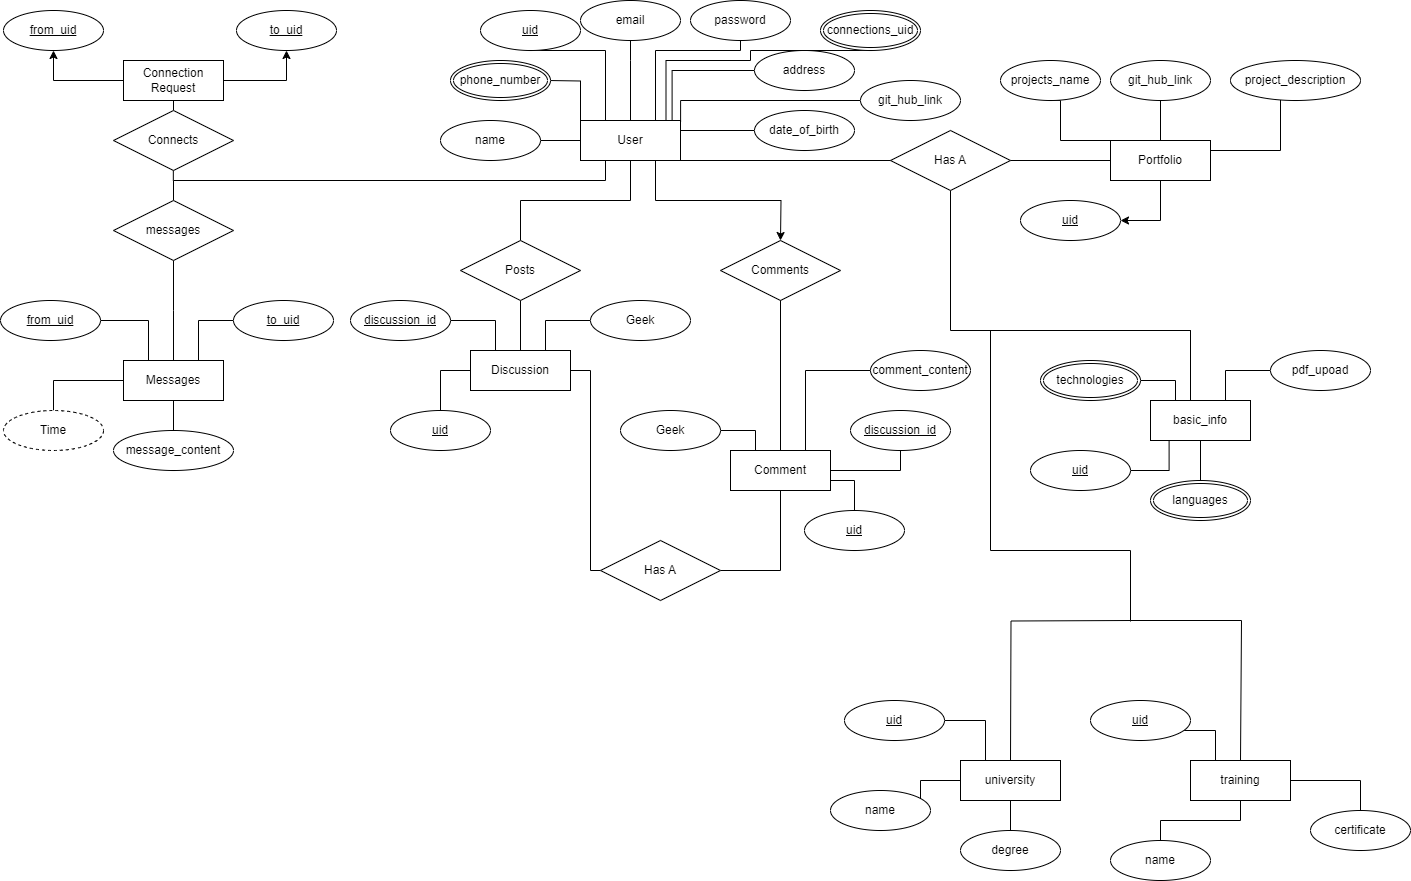 from_uid
to_uid
uid
email
password
connections_uid
Connection
Request
phone_number
address
projects_name
git_hub_link
project_description
git_hub_link
Connects
name
User
date_of_birth
Has A
Portfolio
messages
uid
Posts
Comments
from_uid
to_uid
discussion_id
Geek
Messages
Discussion
comment_content
technologies
pdf_upoad
Time
message_content
uid
Geek
discussion_id
basic_info
Comment
uid
languages
uid
Has A
uid
uid
university
training
name
degree
name
certificate